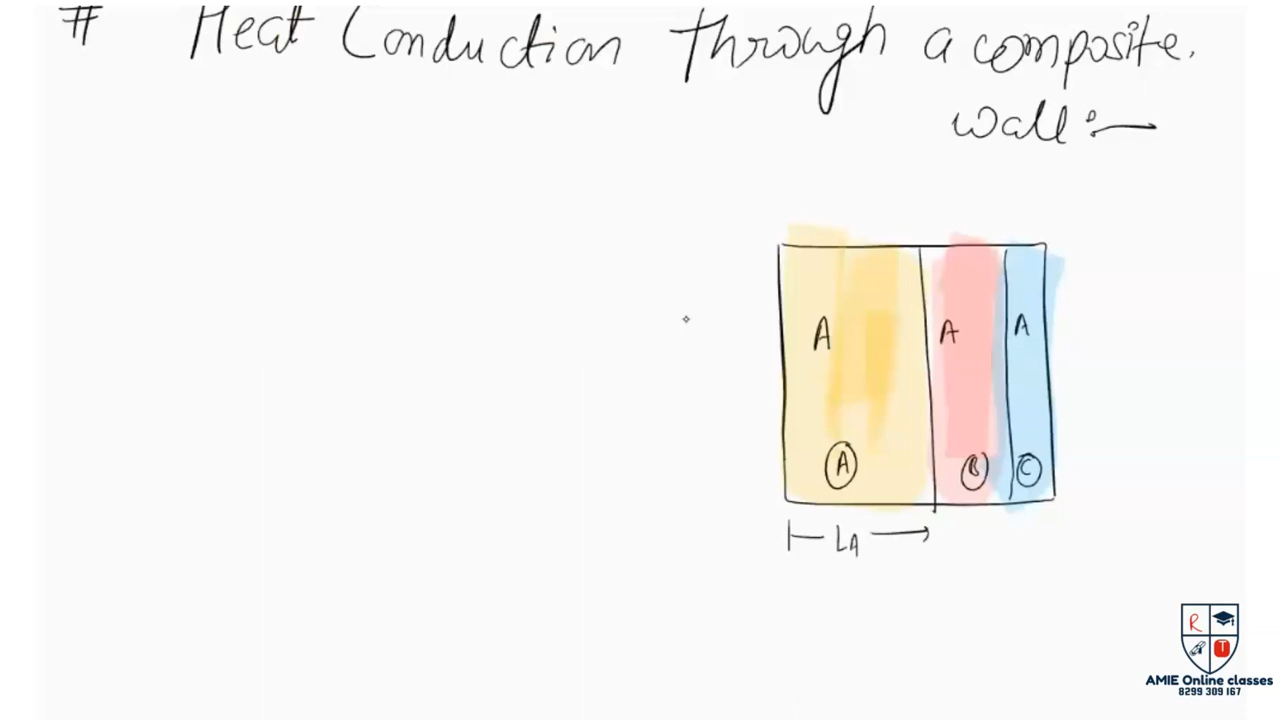 # Heat Conduction through a composite.
wall :-
A A A
A B C
LA
R T
AMIE Online classes
8299 309 167